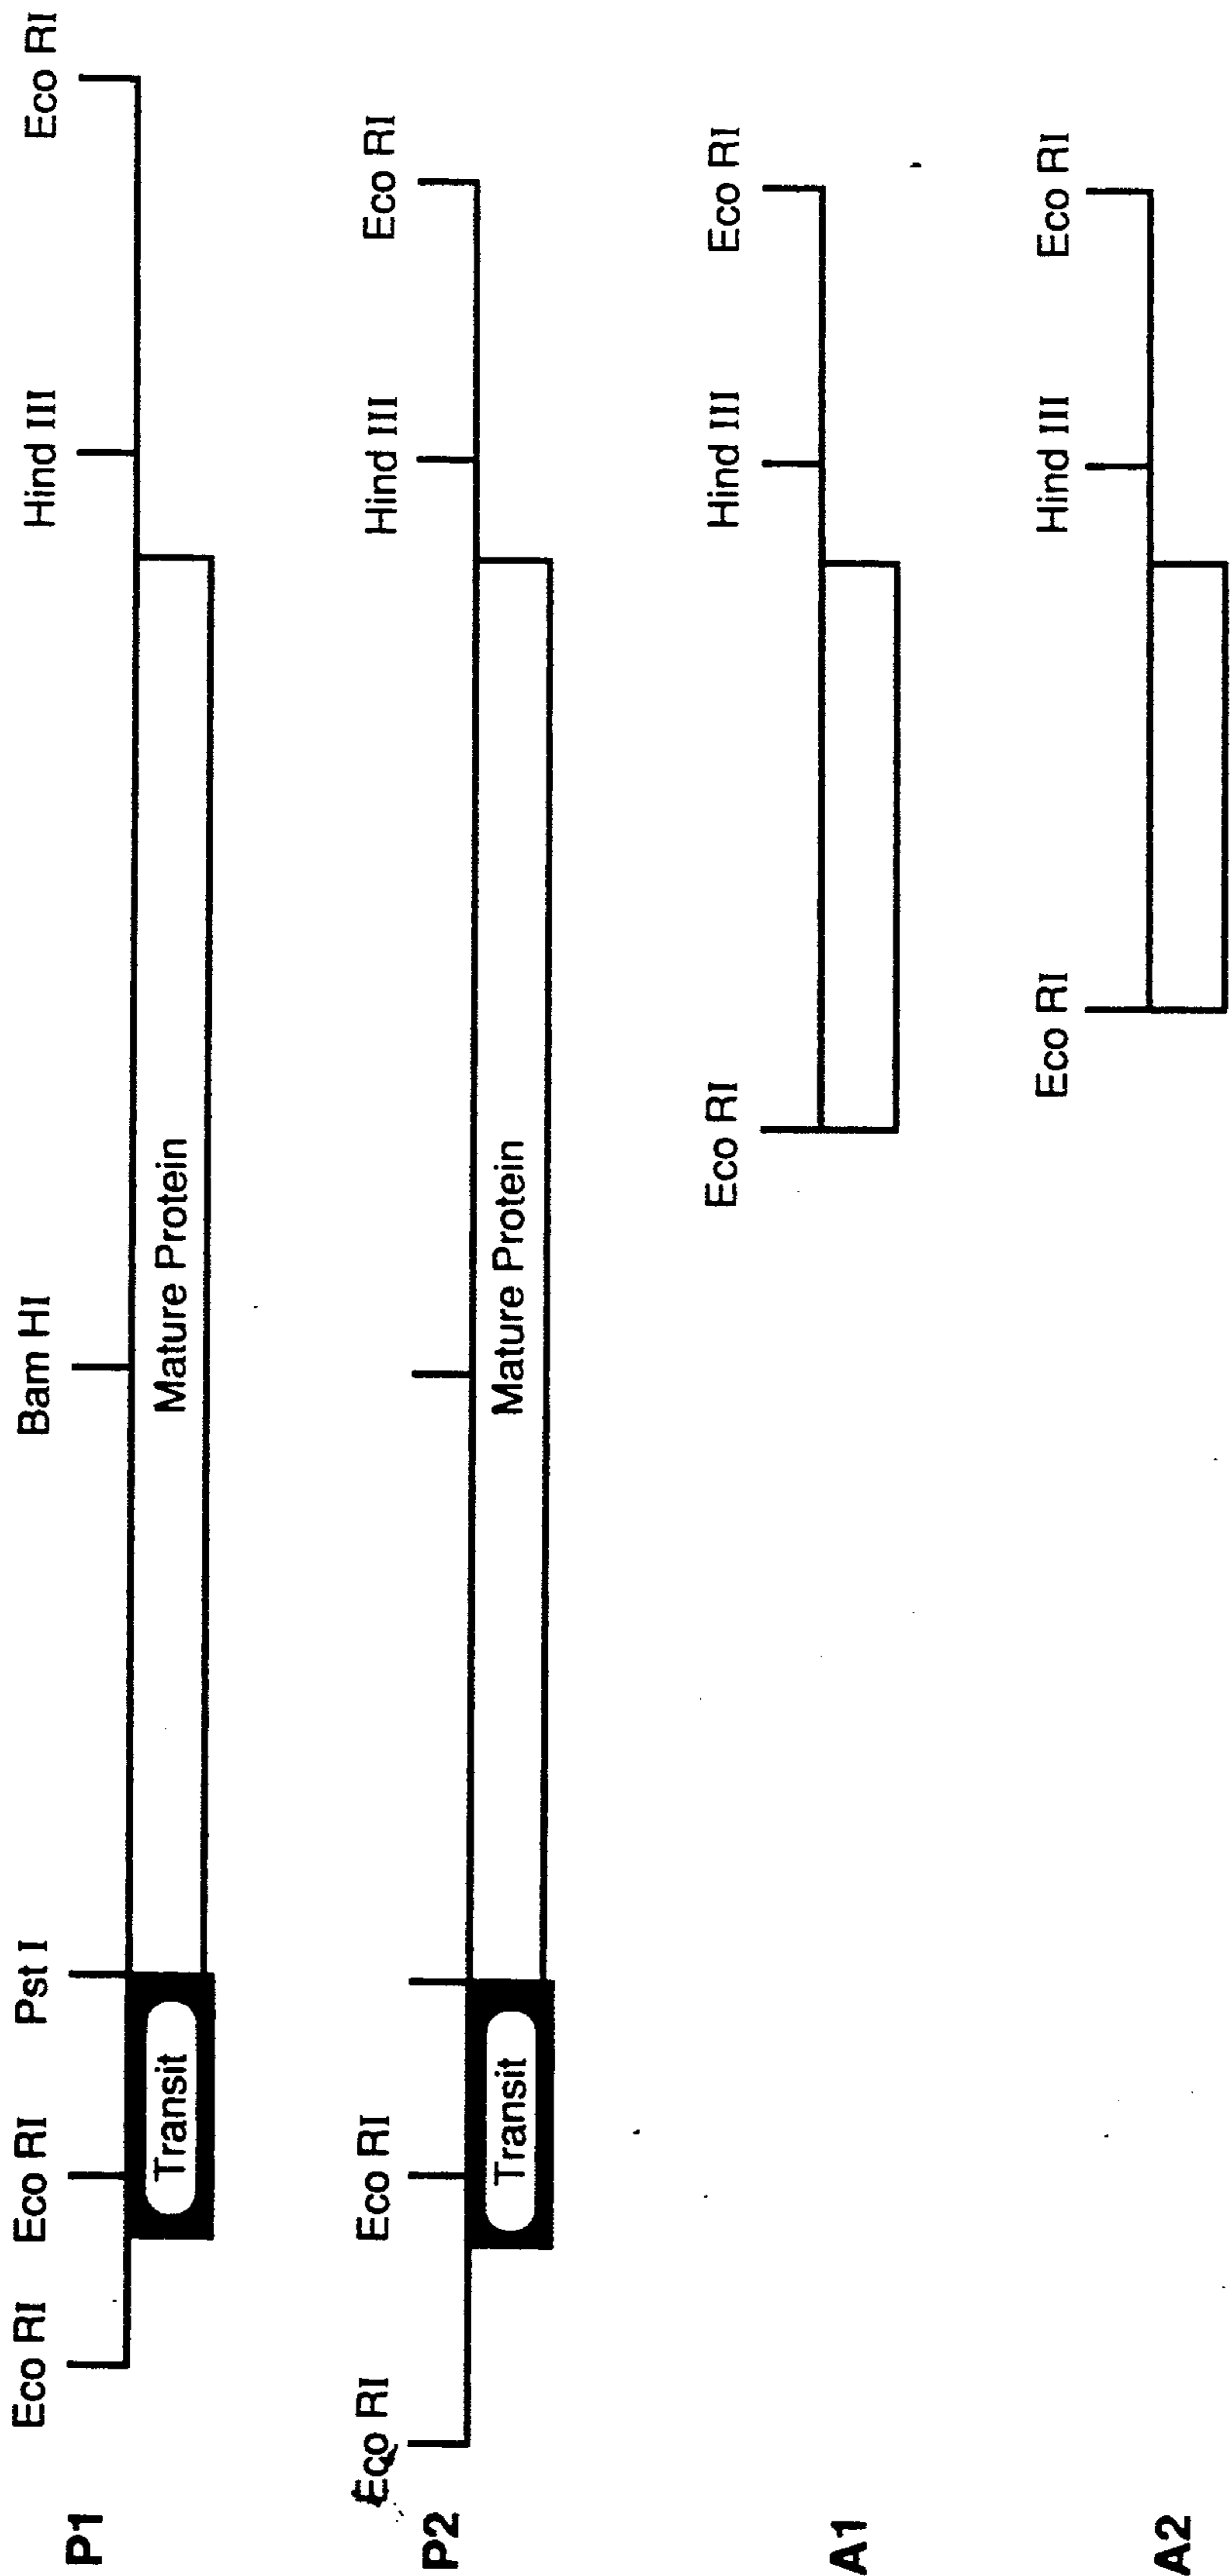 P1
Eco RI Eco RI Pst I Bam HI Hind III Eco RI
Transit Mature Protein
P2
Eco RI Eco RI Hind III Eco RI
Transit Mature Protein
A1
Eco RI Hind III Eco RI
A2
Eco RI Hind III Eco RI